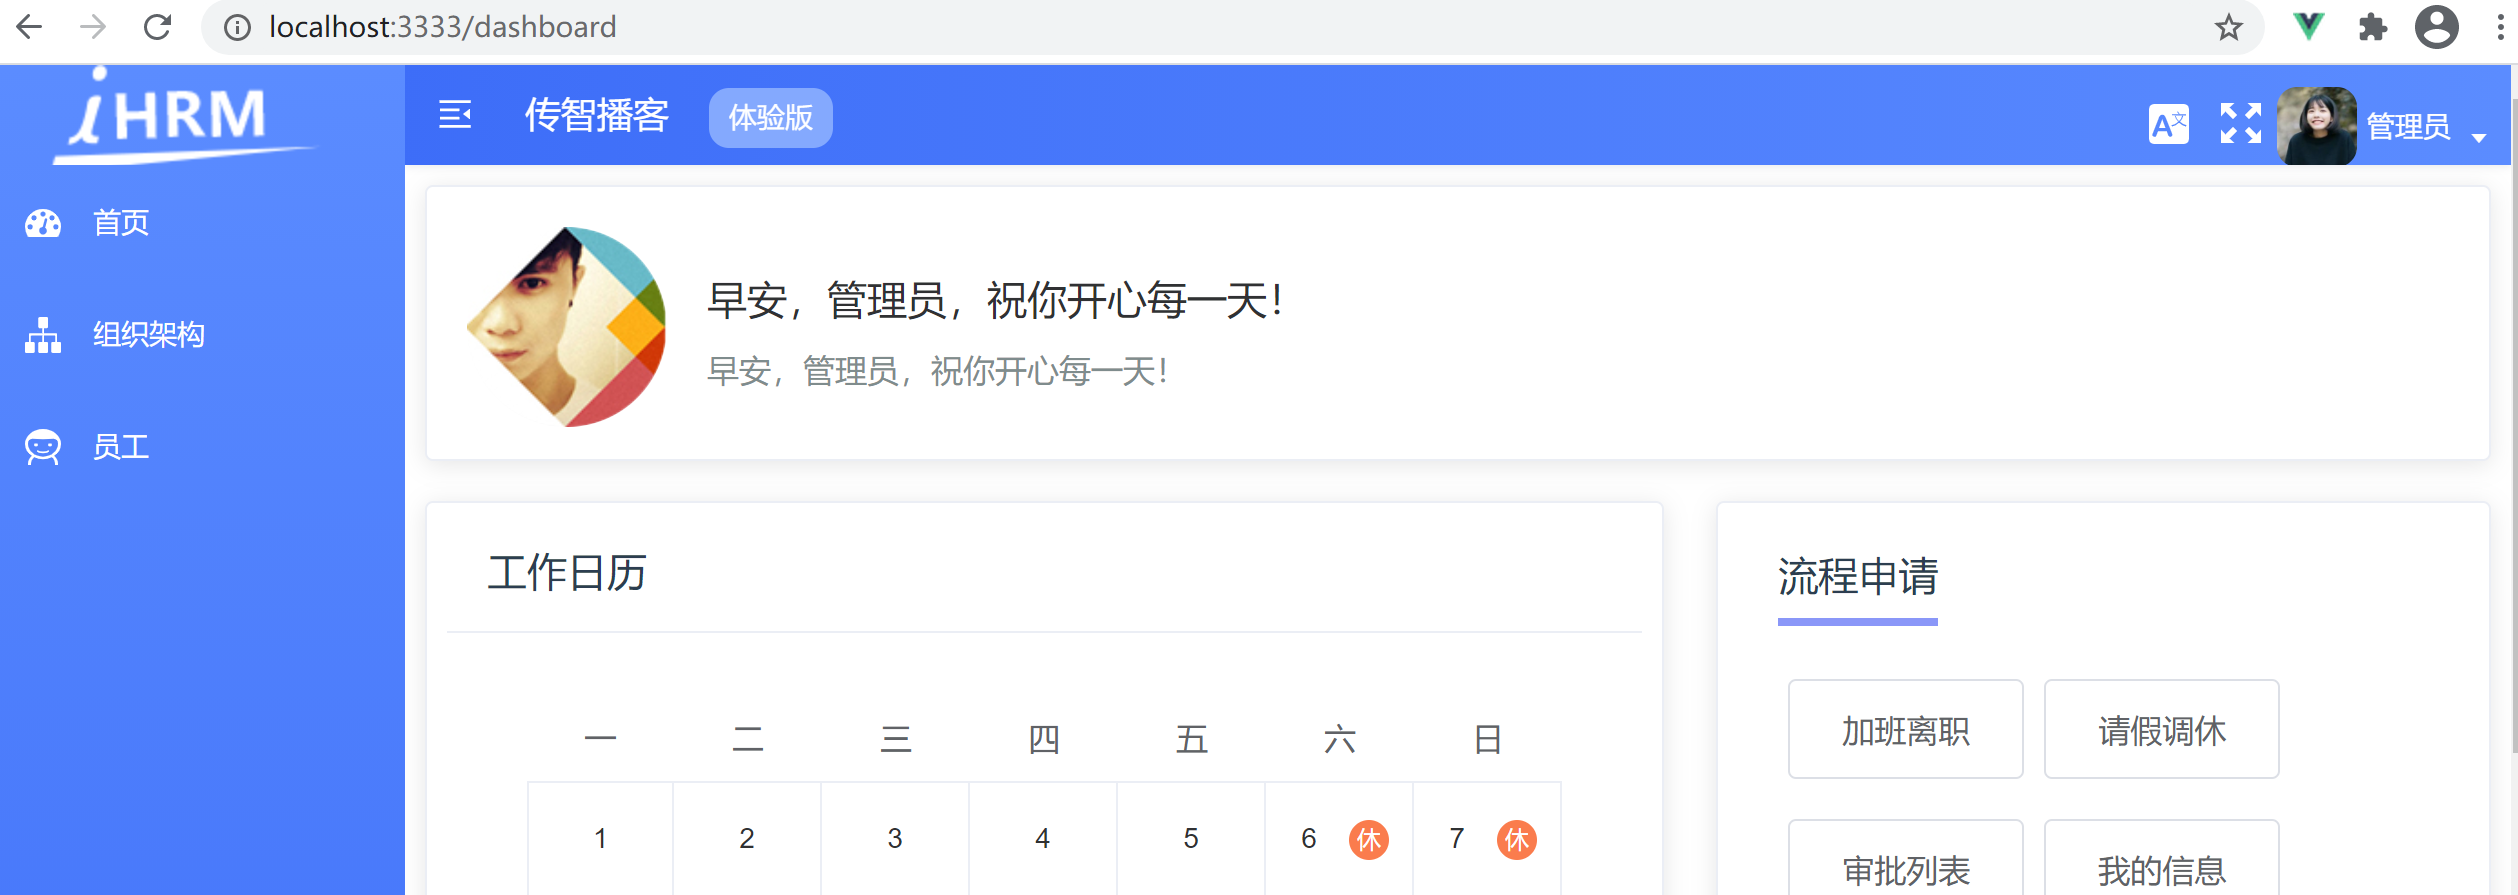 localhost:3333/dashboard
iHRM
传智播客 体验版
A文
管理员
首页
组织架构
员工
早安，管理员，祝你开心每一天！
早安，管理员，祝你开心每一天！
工作日历
一 二 三 四 五 六 日
1 2 3 4 5 6 休 7 休
流程申请
加班离职 请假调休
审批列表 我的信息